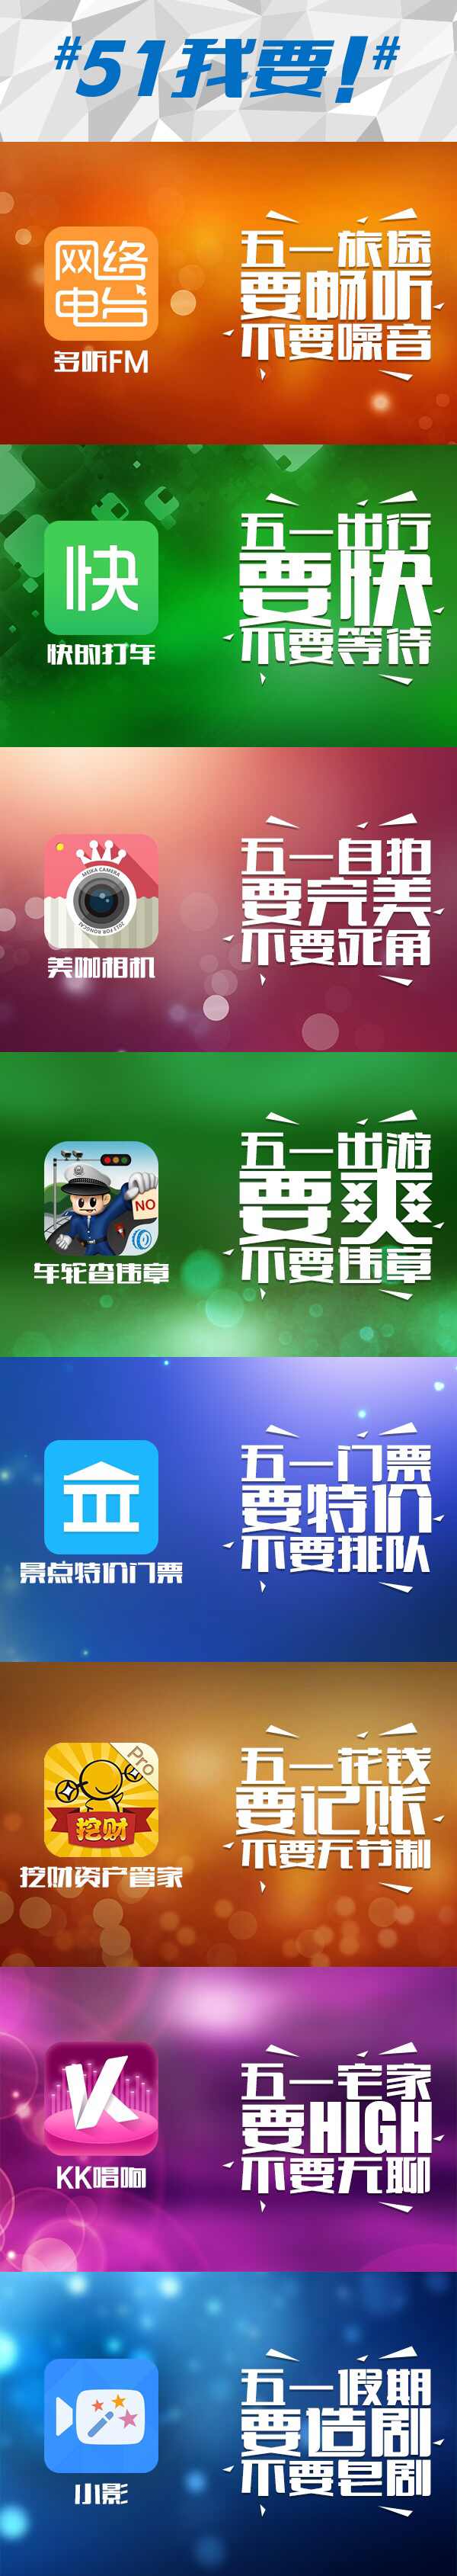 #51我要!#
网络
电台
多听FM
五一旅途
要畅听
不要噪音
快
快的打车
五一出行
要快
不要等待
MEIKA CAMERA
美咖相机
五一自拍
要完美
不要死角
NO
车轮查违章
五一出游
要爽
不要违章
景点特价门票
五一门票
要特价
不要排队
Pro
挖财
挖财资产管家
五一花钱
要记账
不要无节制
K
KK唱响
五一宅家
要HIGH
不要无聊
小影
五一假期
要造剧
不要皂剧